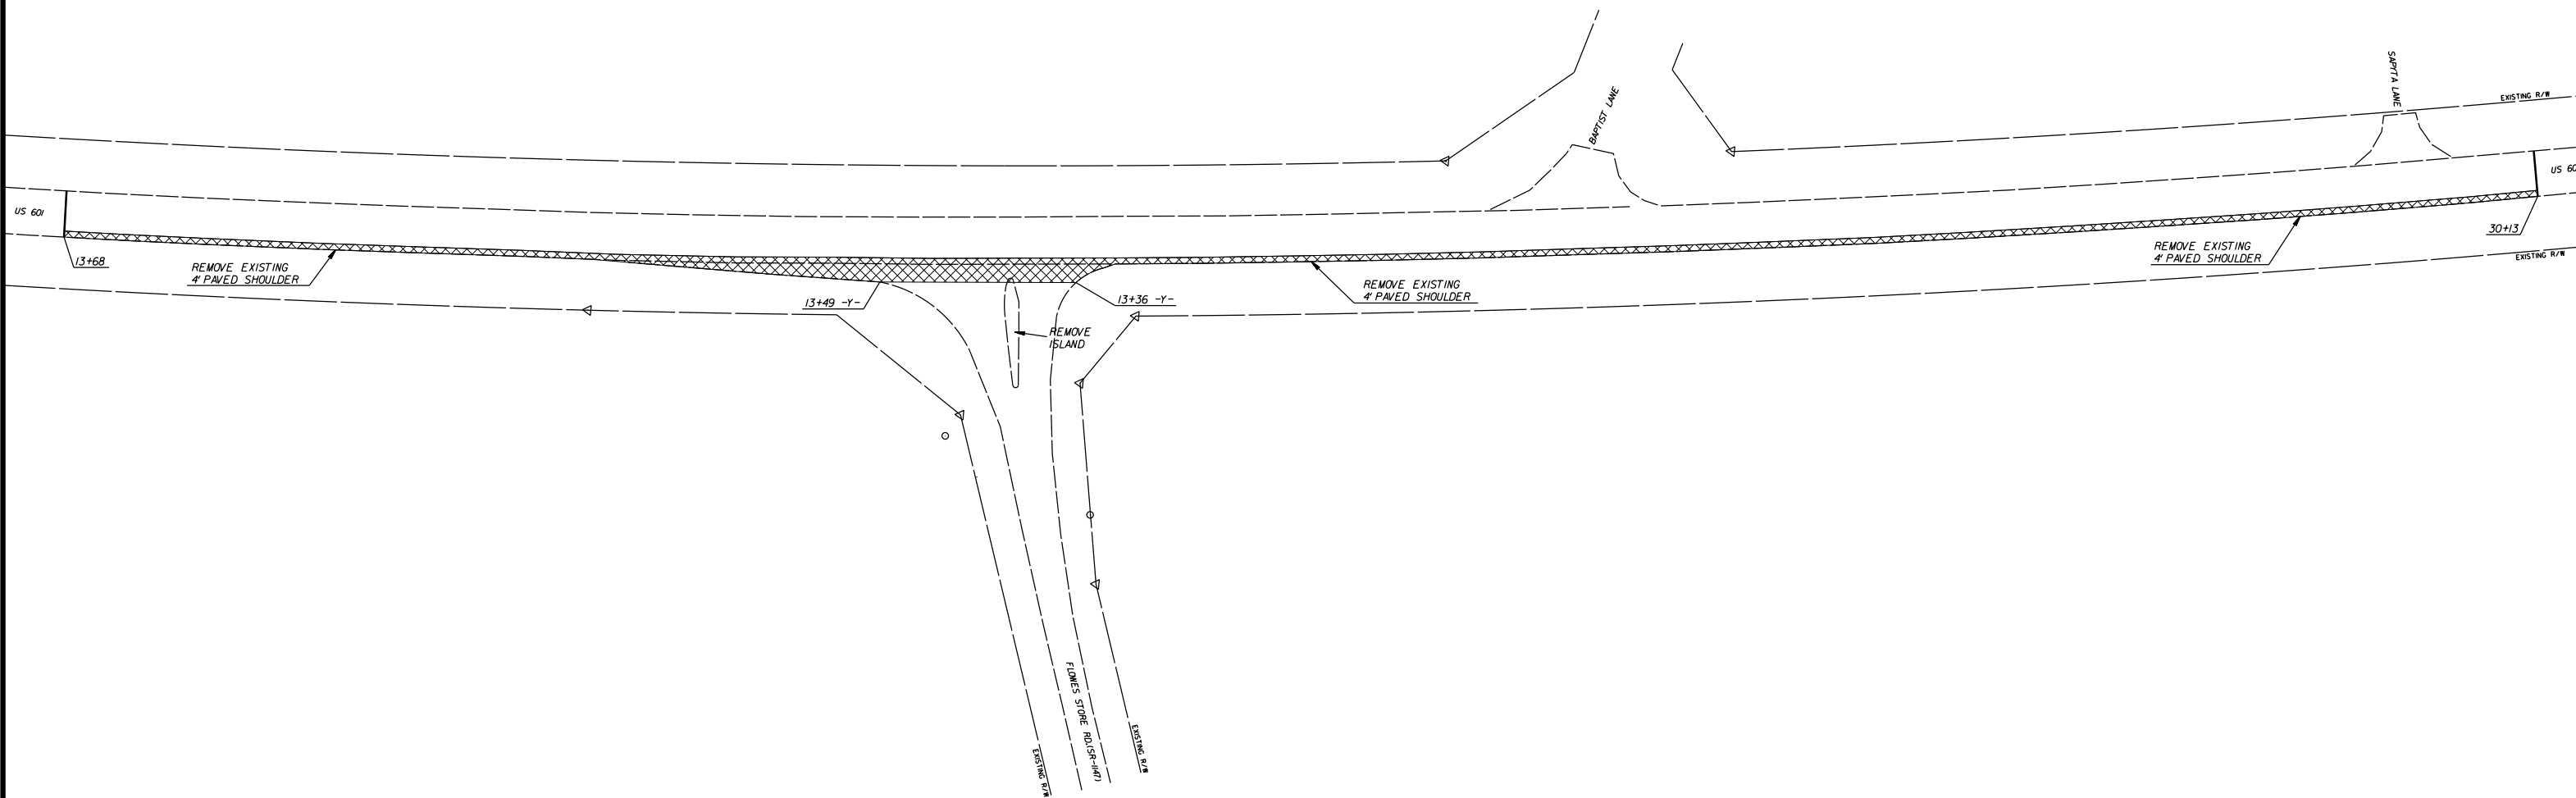 SAPYTA LANE
EXISTING R/W
BAPTIST LANE
US 601
US 60
13+68
REMOVE EXISTING
4' PAVED SHOULDER
13+49 -Y-
13+36 -Y-
REMOVE EXISTING
4' PAVED SHOULDER
REMOVE EXISTING
4' PAVED SHOULDER
30+13
EXISTING R/W
REMOVE
ISLAND
FLOWES STORE RD.(SR-1147)
EXISTING R/W
EXISTING R/W